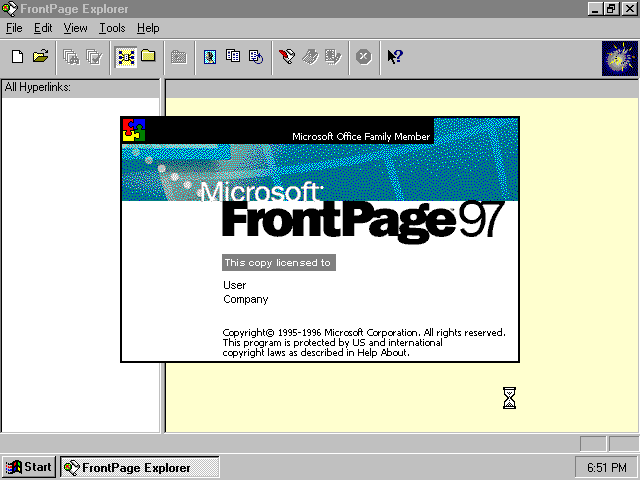 FrontPage Explorer
File Edit View Tools Help
All Hyperlinks:
Microsoft Office Family Member
Microsoft
FrontPage 97
This copy licensed to
User
Company
Copyright© 1995-1996 Microsoft Corporation. All rights reserved.
This program is protected by US and international
copyright laws as described in Help About.
Start FrontPage Explorer 6:51 PM